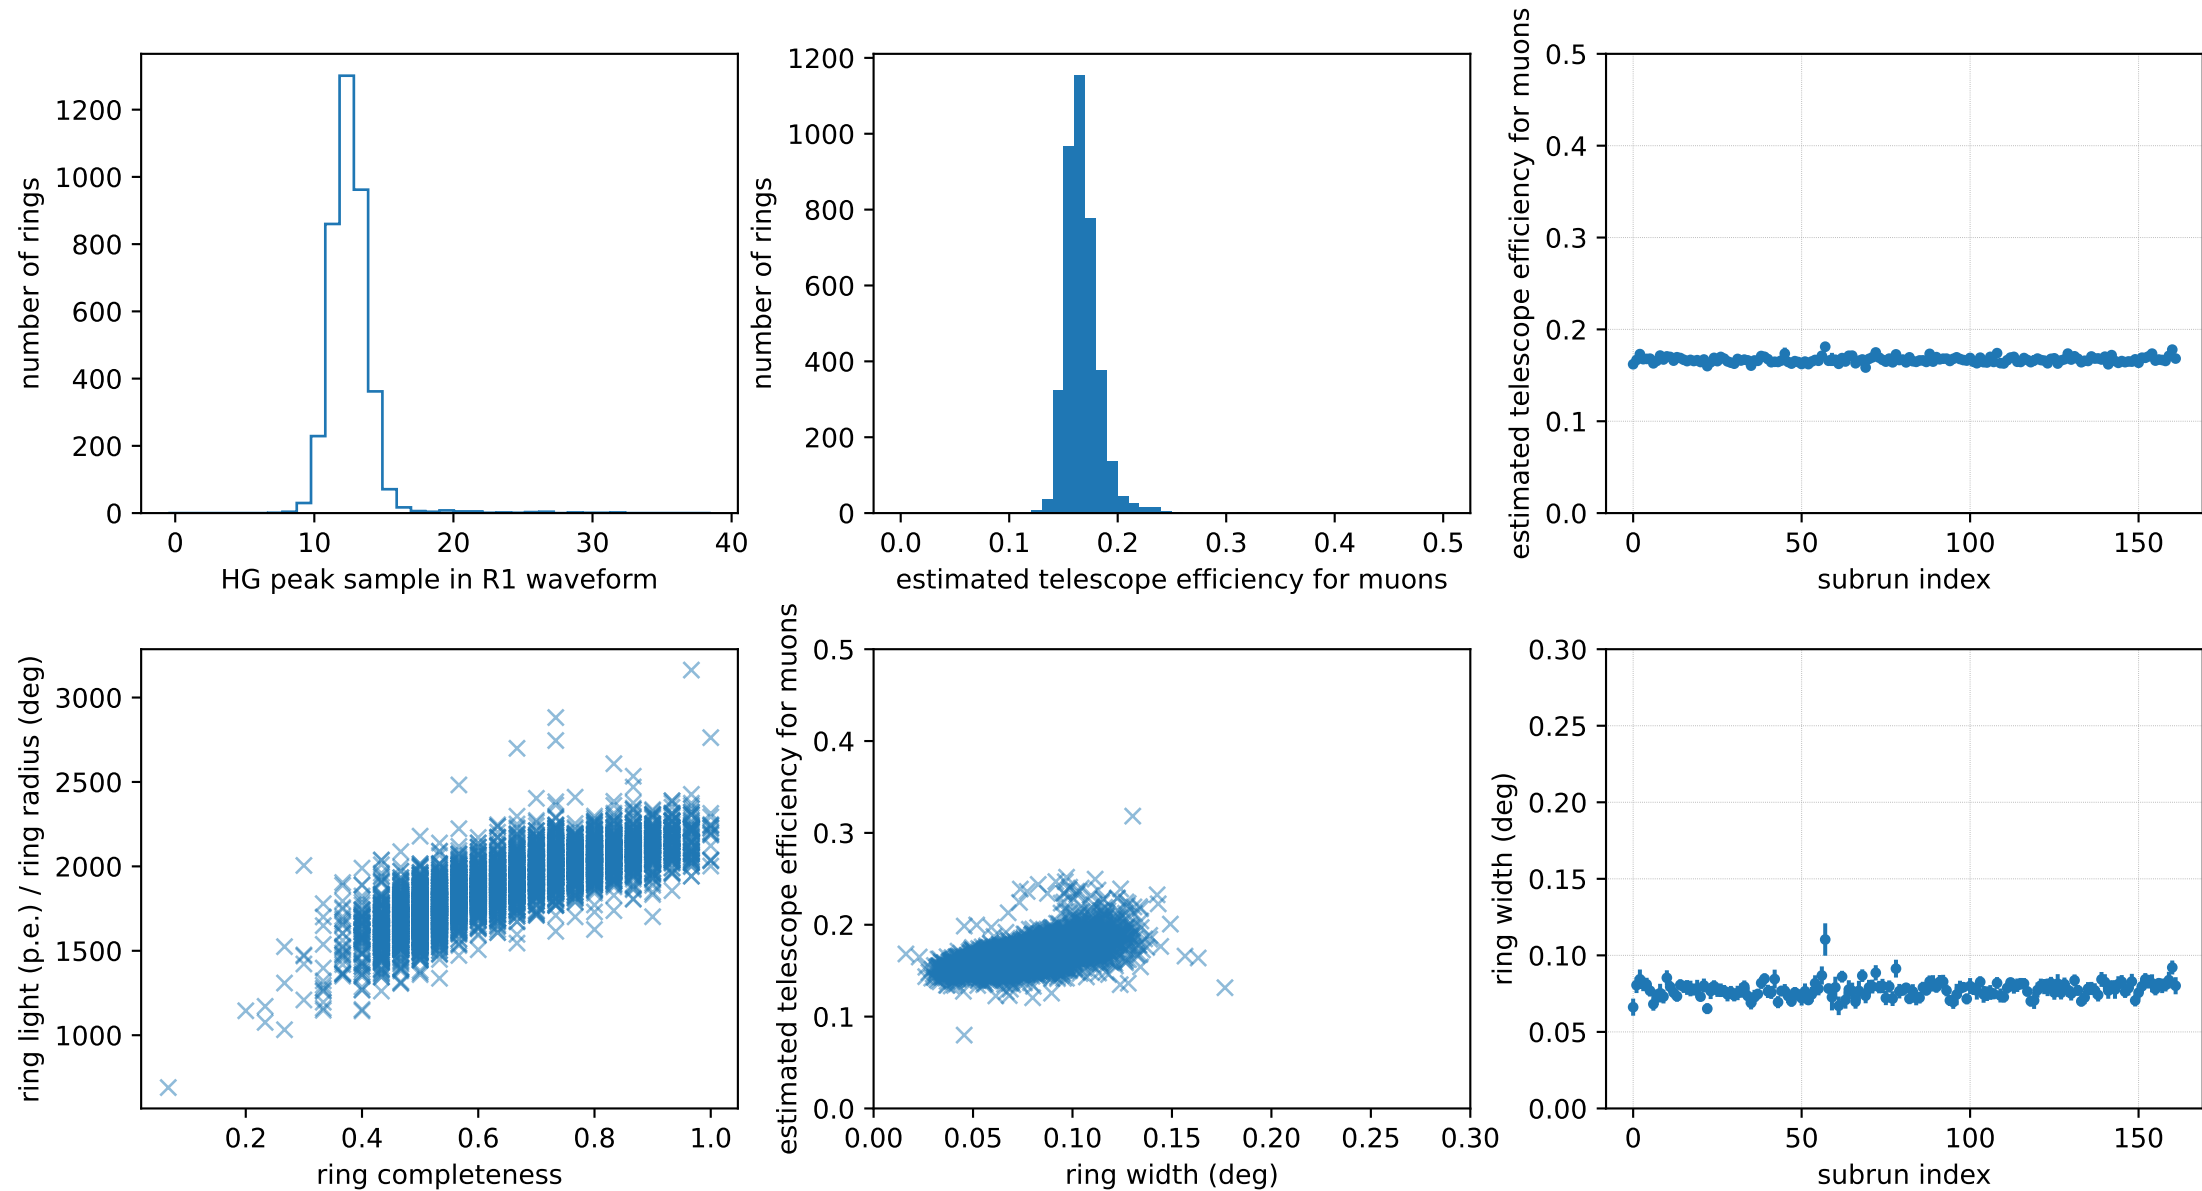 number of rings
1200
1000
800
600
400
200
0
0 10 20 30 40
HG peak sample in R1 waveform
number of rings
1200
1000
800
600
400
200
0
0.0 0.1 0.2 0.3 0.4 0.5
estimated telescope efficiency for muons
estimated telescope efficiency for muons
0.5
0.4
0.3
0.2
0.1
0.0
0 50 100 150
subrun index
ring light (p.e.) / ring radius (deg)
3000
2500
2000
1500
1000
0.2 0.4 0.6 0.8 1.0
ring completeness
estimated telescope efficiency for muons
0.5
0.4
0.3
0.2
0.1
0.0
0.00 0.05 0.10 0.15 0.20 0.25 0.30
ring width (deg)
ring width (deg)
0.30
0.25
0.20
0.15
0.10
0.05
0.00
0 50 100 150
subrun index